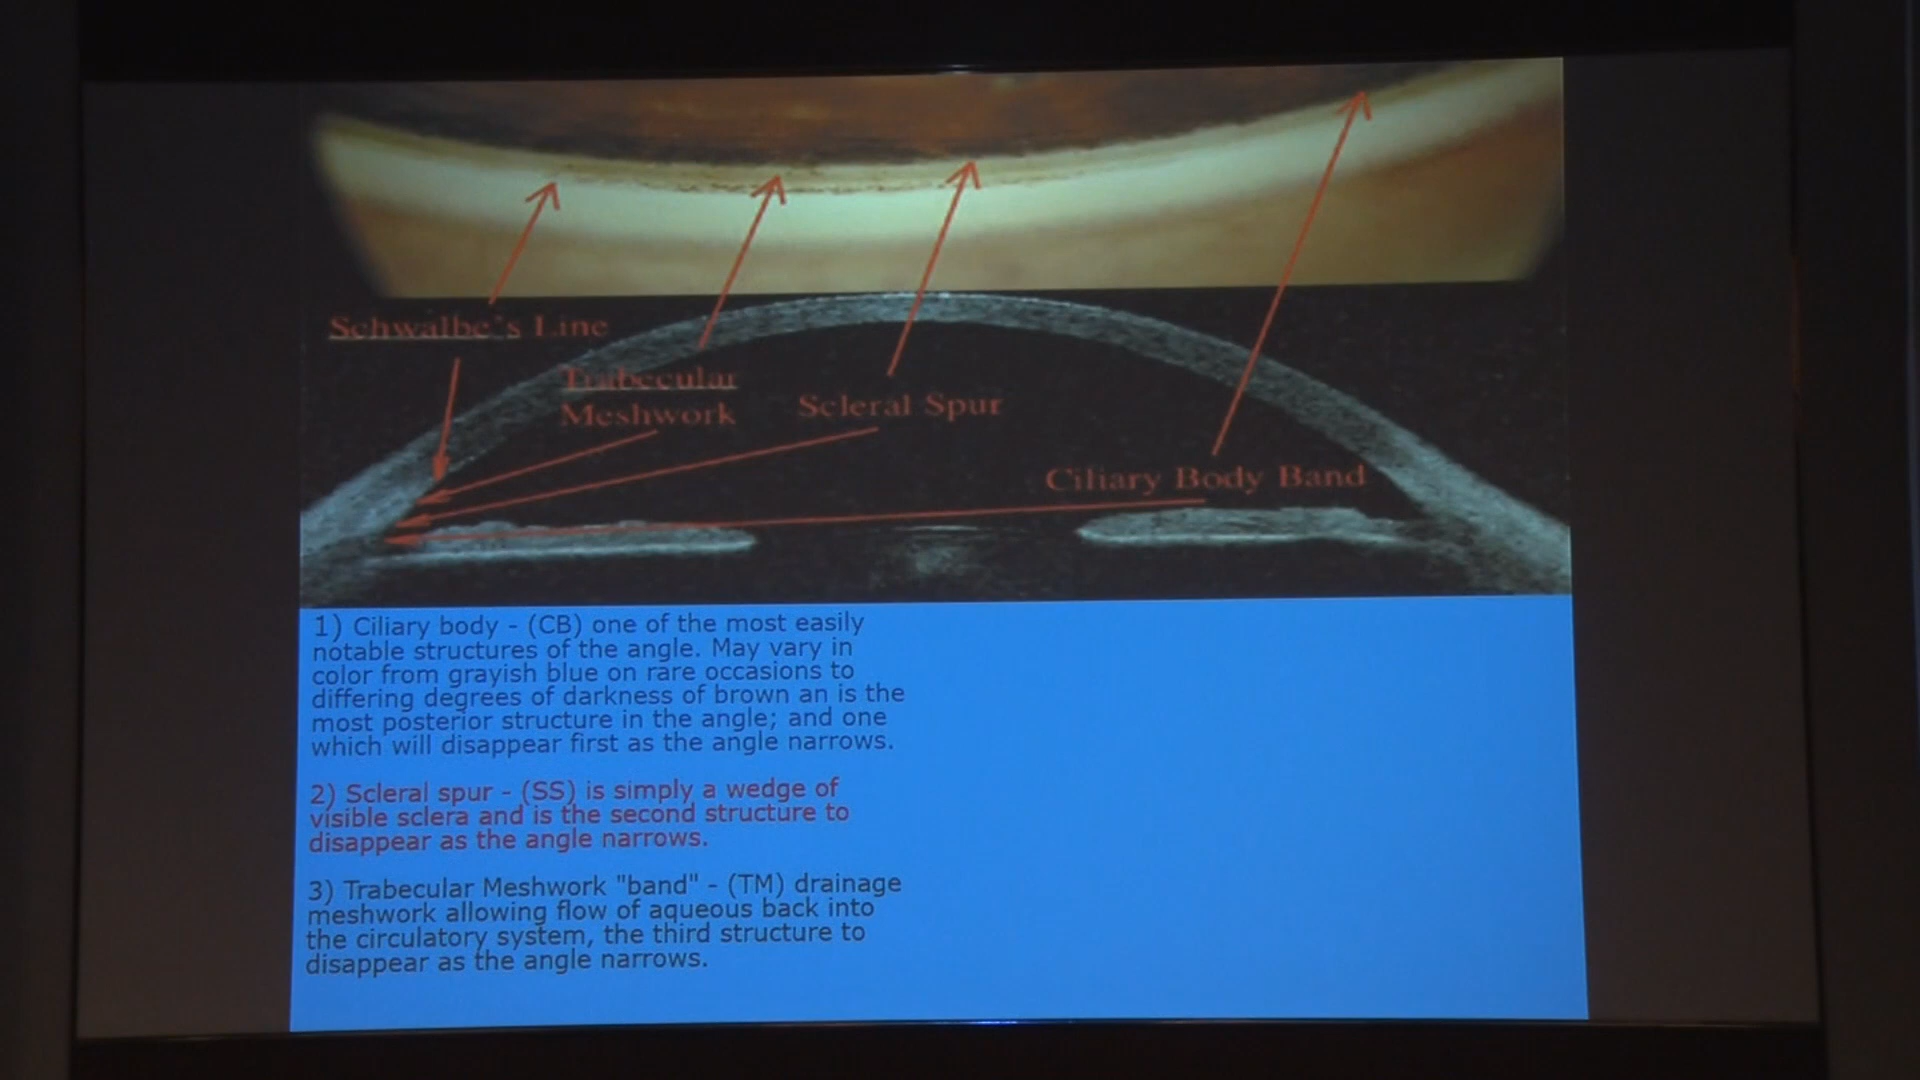 Schwalbe's Line
Trabecular
Meshwork
Scleral Spur
Ciliary Body Band
1) Ciliary body - (CB) one of the most easily
notable structures of the angle. May vary in
color from grayish blue on rare occasions to
differing degrees of darkness of brown an is the
most posterior structure in the angle; and one
which will disappear first as the angle narrows.
2) Scleral spur - (SS) is simply a wedge of
visible sclera and is the second structure to
disappear as the angle narrows.
3) Trabecular Meshwork "band" - (TM) drainage
meshwork allowing flow of aqueous back into
the circulatory system, the third structure to
disappear as the angle narrows.